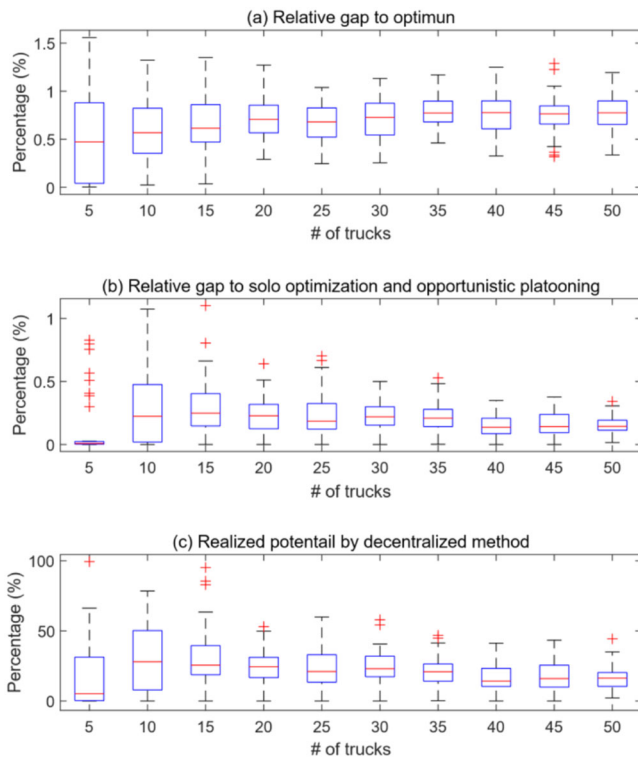 (a) Relative gap to optimun
Percentage (%)
1.5
1
0.5
0
5 10 15 20 25 30 35 40 45 50
# of trucks
(b) Relative gap to solo optimization and opportunistic platooning
Percentage (%)
1
0.5
0
5 10 15 20 25 30 35 40 45 50
# of trucks
(c) Realized potentail by decentralized method
Percentage (%)
100
50
0
5 10 15 20 25 30 35 40 45 50
# of trucks